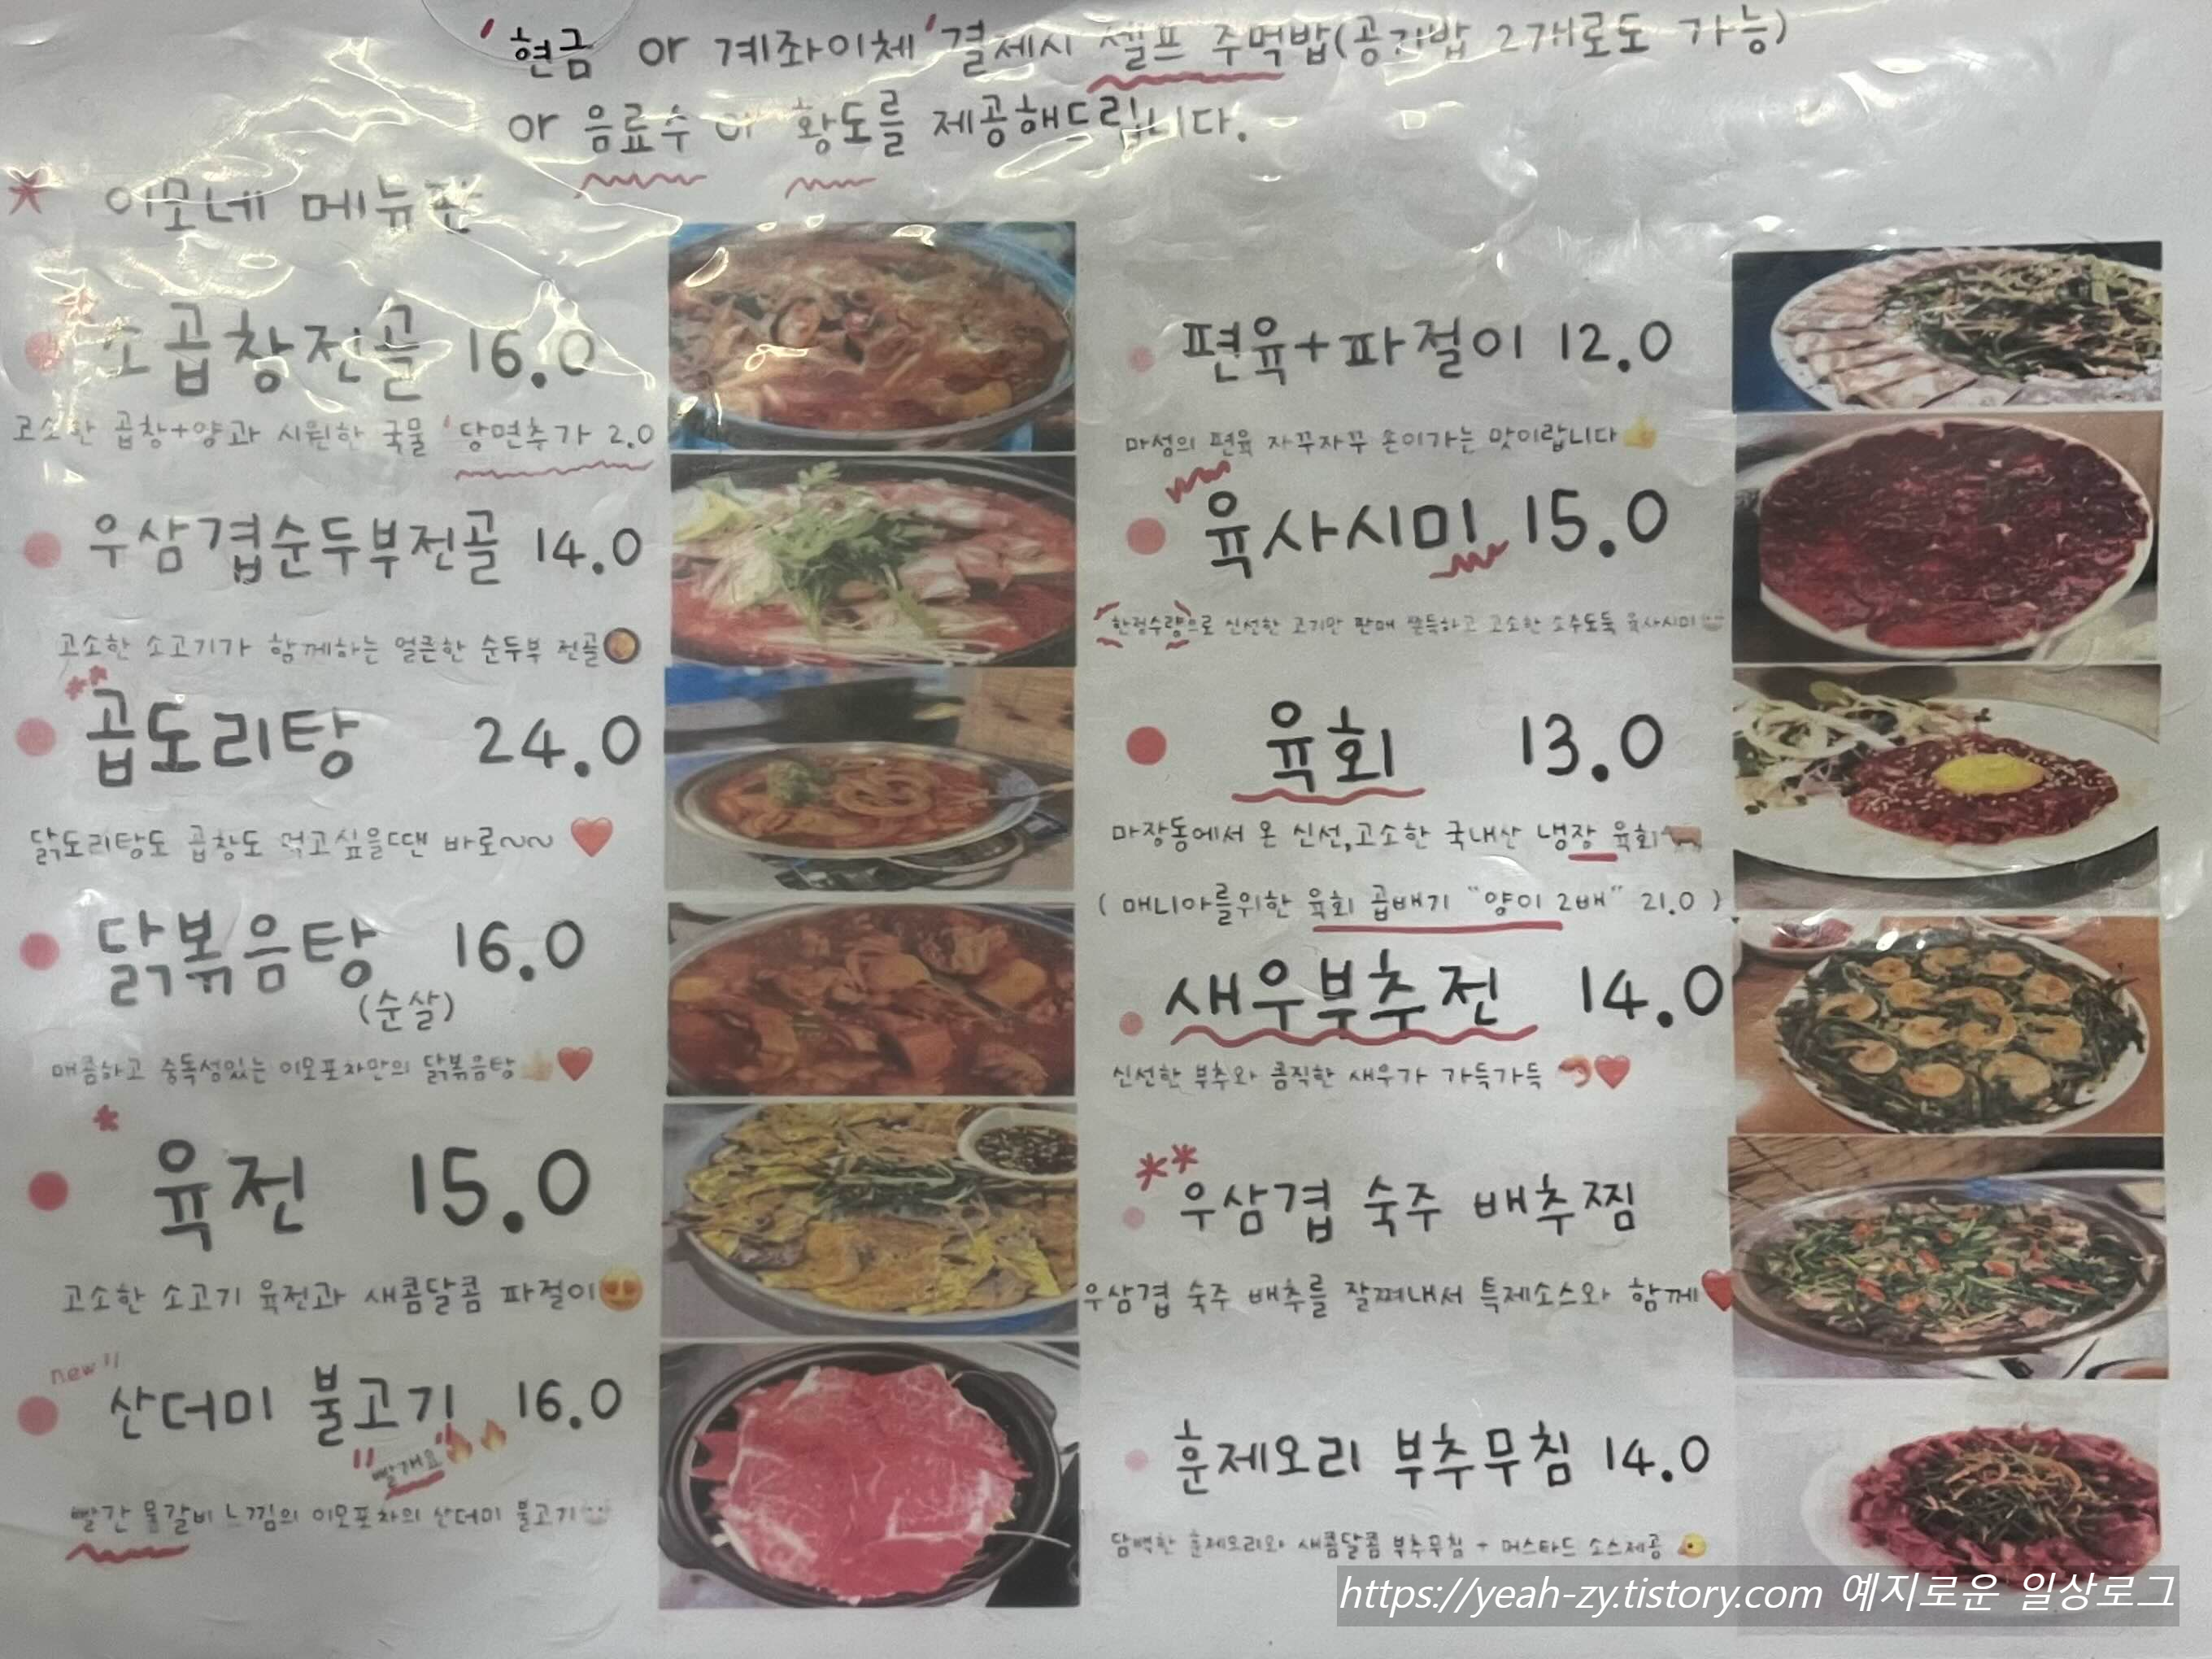 '현금 or 계좌이체' 결제시 셀프 주먹밥(공기밥 2개로도 가능)
or 음료수 or 황도를 제공해드립니다.
* 이모네 메뉴판
소곱창전골 16.0
고소한 곱창+양과 시원한 국물 '당면추가 2.0
우삼겹순두부전골 14.0
고소한 소고기가 함께하는 얼큰한 순두부 전골
곱도리탕 24.0
닭도리탕도 곱창도 먹고싶을땐 바로~~
닭볶음탕 16.0
(순살)
매콤하고 중독성있는 이모포차만의 닭볶음탕
육전 15.0
고소한 소고기 육전과 새콤달콤 파절이
new!!
산더미 불고기 16.0
"빨개요"
빨간 물갈비 느낌의 이모포차의 산더미 불고기
편육+파절이 12.0
마성의 편육 자꾸자꾸 손이가는 맛이랍니다
육사시미 15.0
한정수량으로 신선한 고기만 판매 쫀득하고 고소한 소주도둑 육사시미
육회 13.0
마장동에서 온 신선,고소한 국내산 냉장 육회
( 매니아를위한 육회 곱배기 "양이 2배" 21.0 )
새우부추전 14.0
신선한 부추와 큼직한 새우가 가득가득
우삼겹 숙주 배추찜
우삼겹 숙주 배추를 잘쪄내서 특제소스와 함께
훈제오리 부추무침 14.0
담백한 훈제오리와 새콤달콤 부추무침 + 머스타드 소스제공
https://yeah-zy.tistory.com 예지로운 일상로그